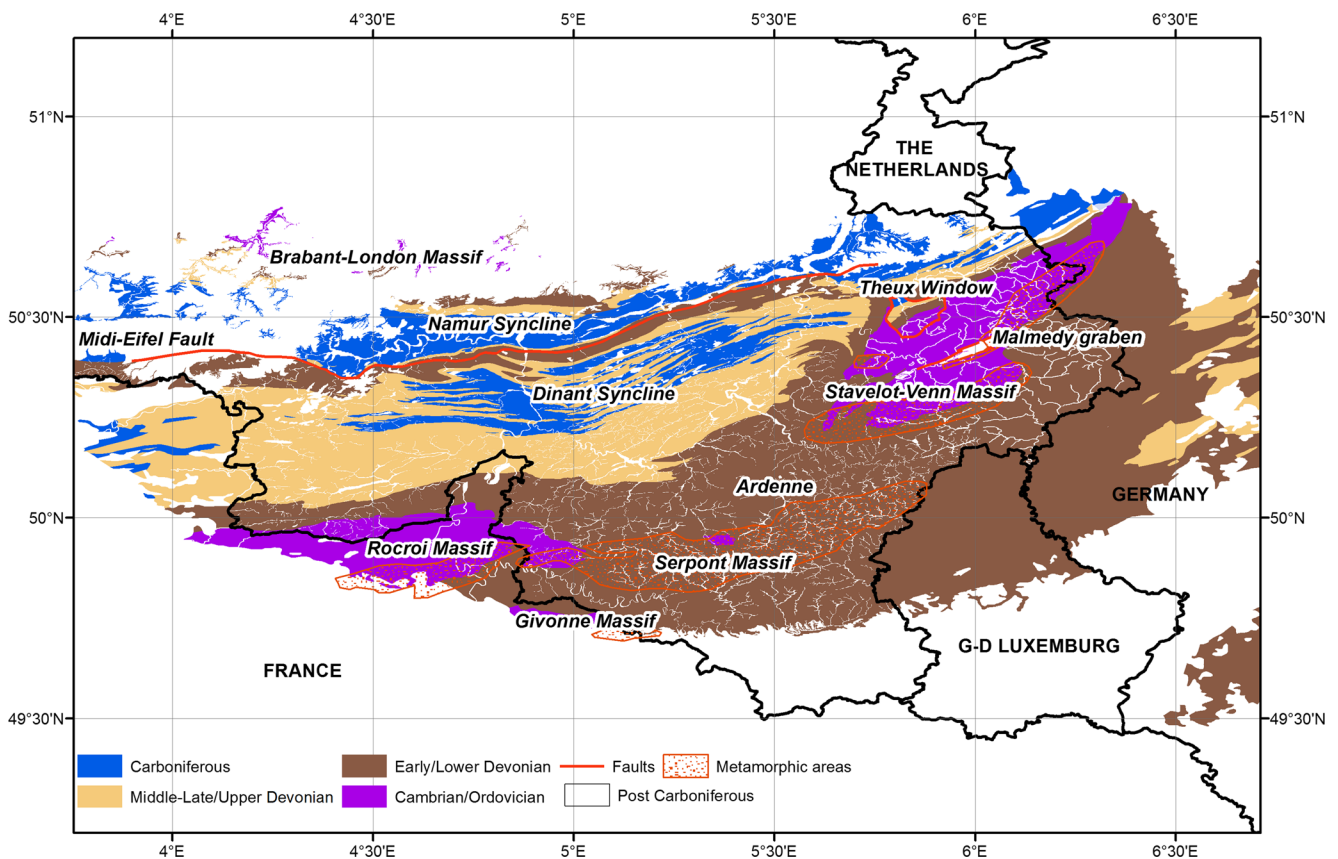 4°E 4°30'E 5°E 5°30'E 6°E 6°30'E
51°N 51°N
THE
NETHERLANDS
Brabant-London Massif
Theux Window
50°30'N 50°30'N
Namur Syncline
Midi-Eifel Fault
Malmedy graben
Dinant Syncline
Stavelot-Venn Massif
Ardenne
GERMANY
50°N 50°N
Rocroi Massif
Serpont Massif
Givonne Massif
G-D LUXEMBURG
FRANCE
49°30'N 49°30'N
Carboniferous Early/Lower Devonian Faults Metamorphic areas
Middle-Late/Upper Devonian Cambrian/Ordovician Post Carboniferous
4°E 4°30'E 5°E 5°30'E 6°E 6°30'E